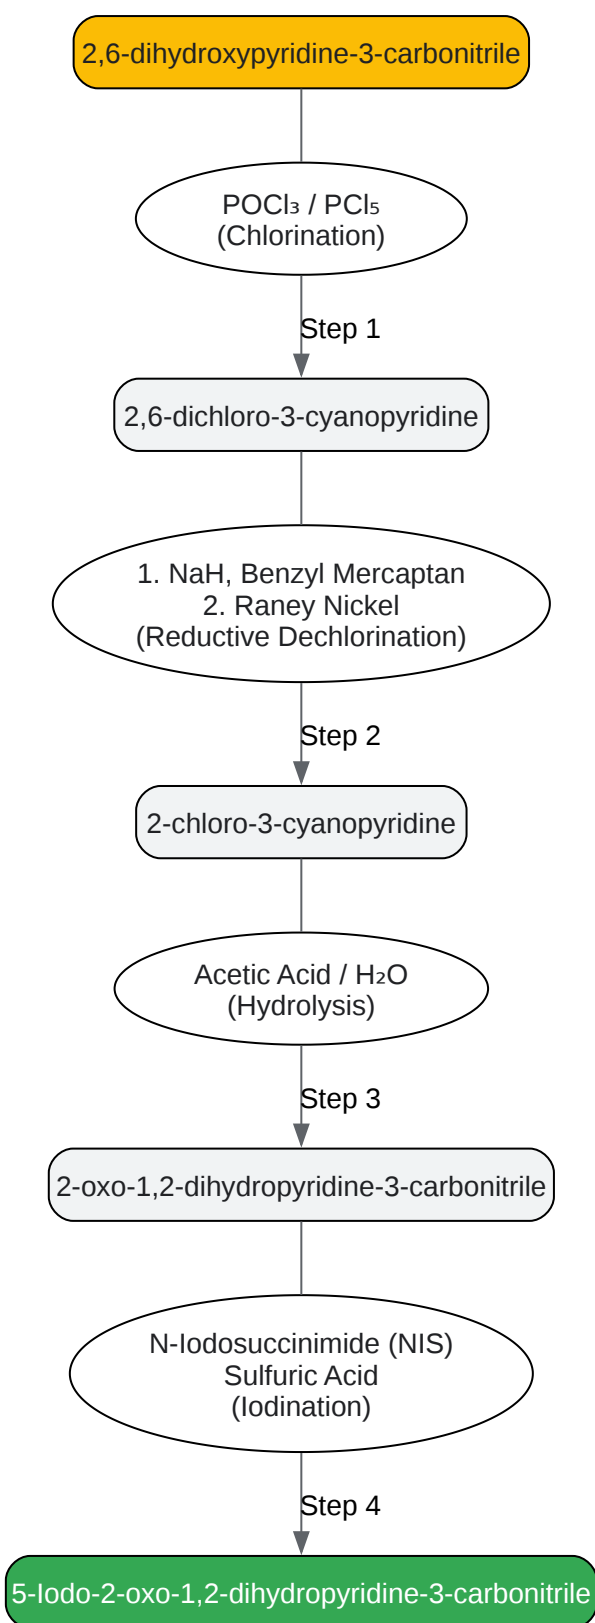 2,6-dihydroxypyridine-3-carbonitrile
POCl₃ / PCl₅
(Chlorination)
Step 1
2,6-dichloro-3-cyanopyridine
1. NaH, Benzyl Mercaptan
2. Raney Nickel
(Reductive Dechlorination)
Step 2
2-chloro-3-cyanopyridine
Acetic Acid / H₂O
(Hydrolysis)
Step 3
2-oxo-1,2-dihydropyridine-3-carbonitrile
N-Iodosuccinimide (NIS)
Sulfuric Acid
(Iodination)
Step 4
5-Iodo-2-oxo-1,2-dihydropyridine-3-carbonitrile